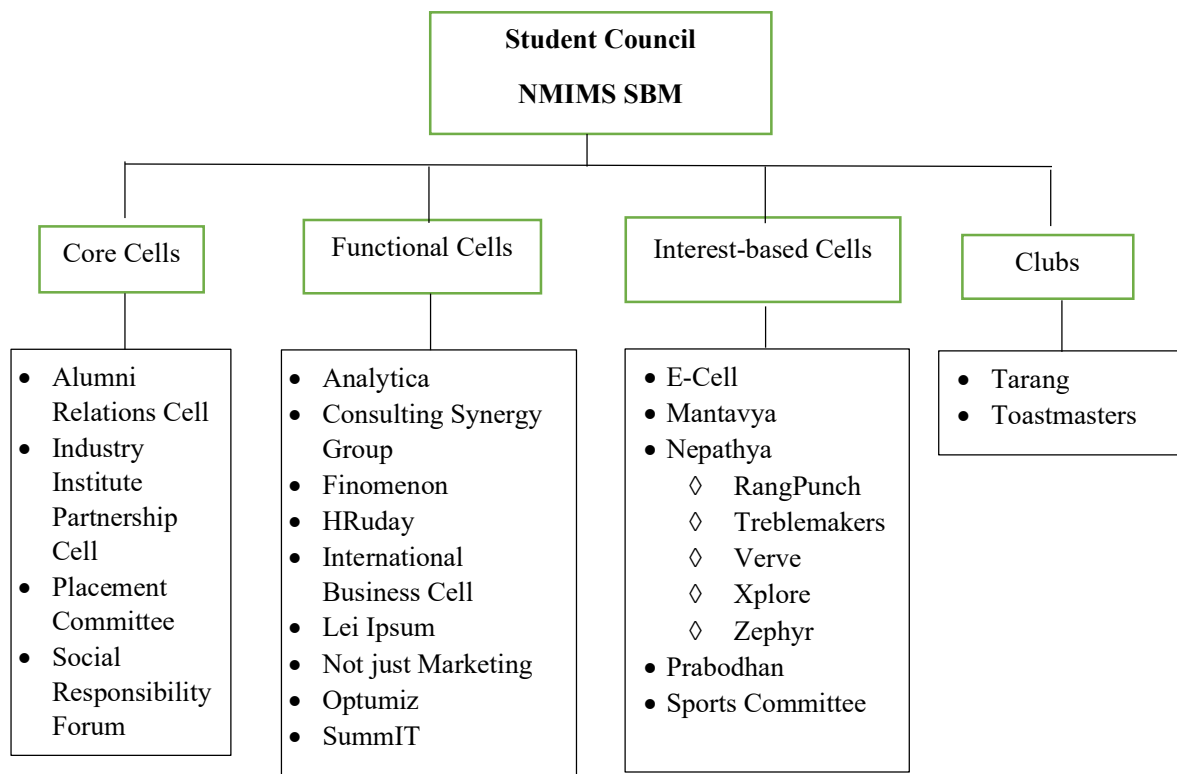 Student Council
NMIMS SBM
Core Cells
Functional Cells
Interest-based Cells
Clubs
• Alumni
Relations Cell
• Industry
Institute
Partnership
Cell
• Placement
Committee
• Social
Responsibility
Forum
• Analytica
• Consulting Synergy
Group
• Finomenon
• HRuday
• International
Business Cell
• Lei Ipsum
• Not just Marketing
• Optumiz
• SummIT
• E-Cell
• Mantavya
• Nepathya
◊ RangPunch
◊ Treblemakers
◊ Verve
◊ Xplore
◊ Zephyr
• Prabodhan
• Sports Committee
• Tarang
• Toastmasters